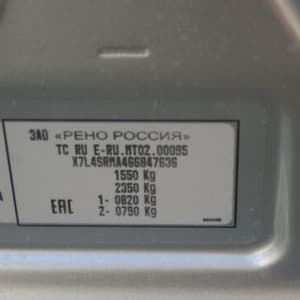 ЗАО «РЕНО РОССИЯ»
TC RU E-RU.MT02.00095
X7L4SRMA466847636
1550 Kg
2350 Kg
EAC 1- 0820 Kg
2- 0790 Kg